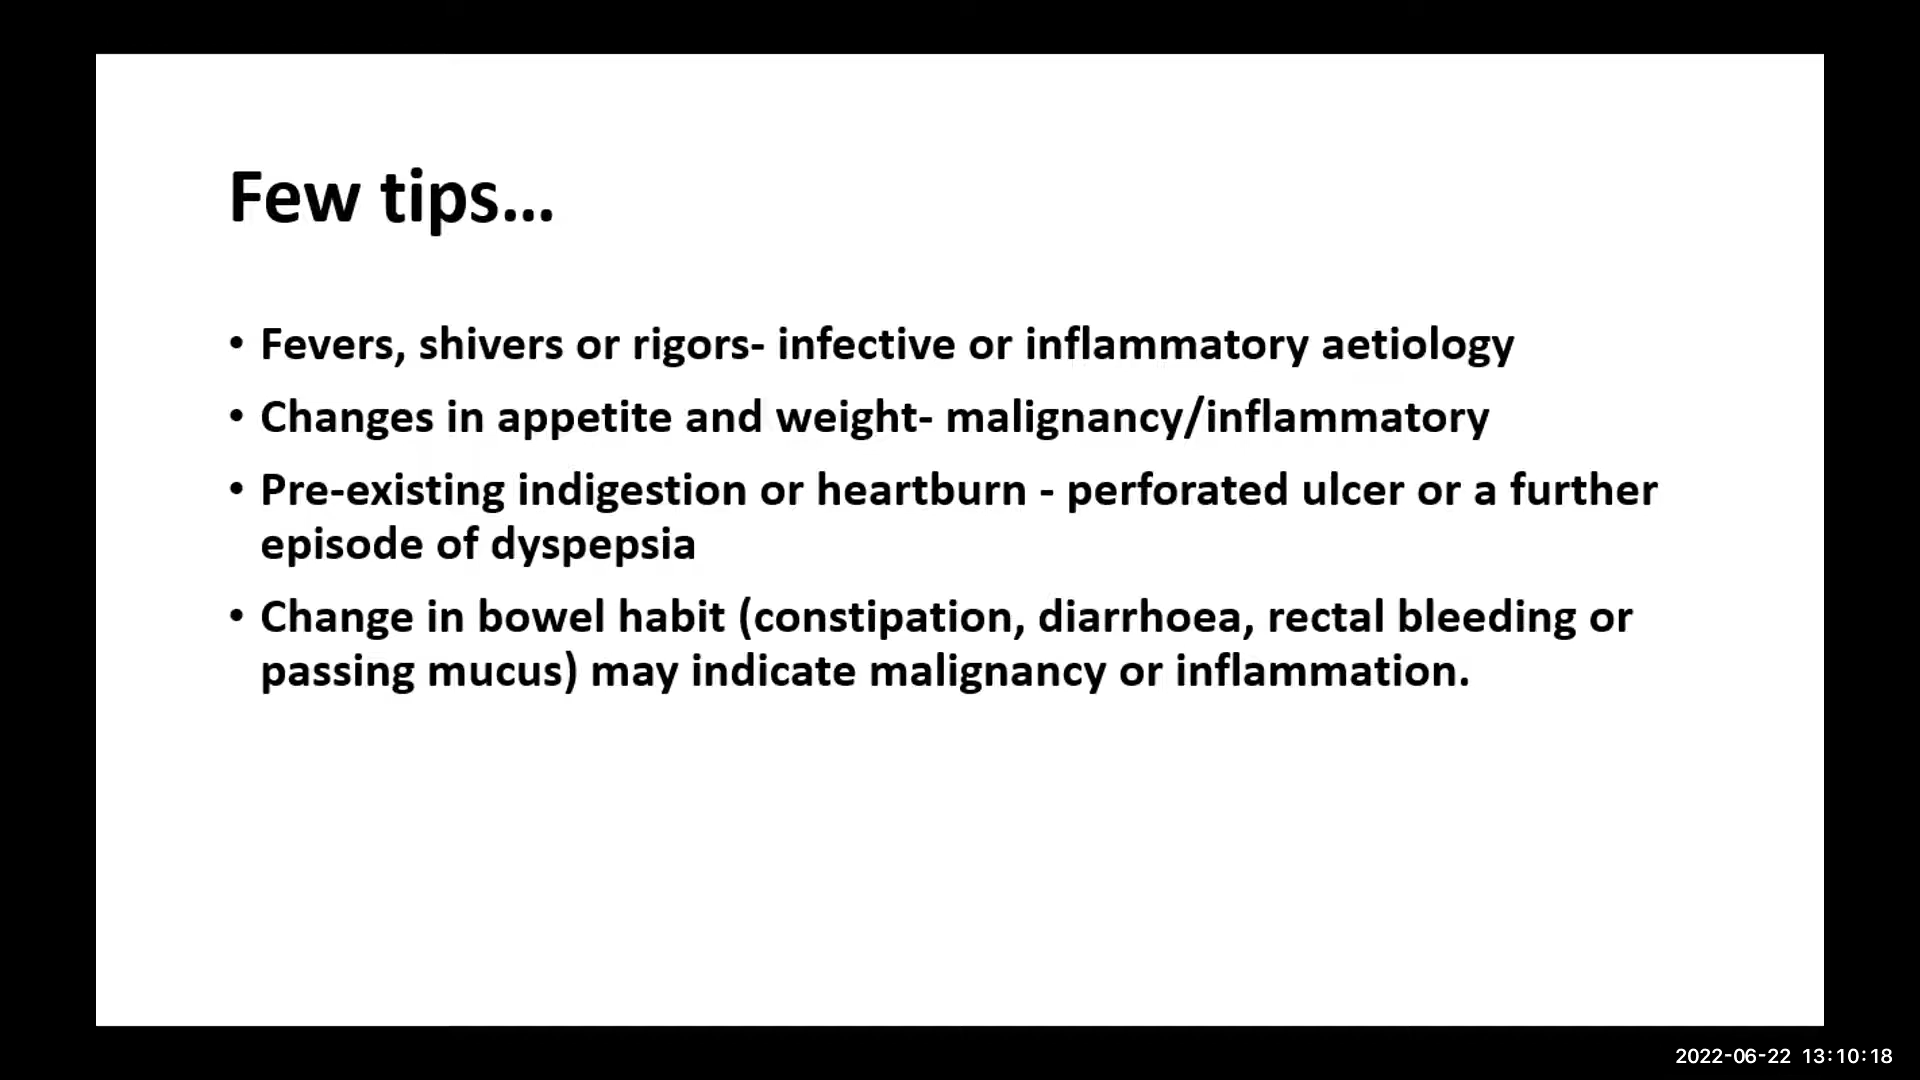 Few tips...
• Fevers, shivers or rigors- infective or inflammatory aetiology
• Changes in appetite and weight- malignancy/inflammatory
• Pre-existing indigestion or heartburn - perforated ulcer or a further
episode of dyspepsia
• Change in bowel habit (constipation, diarrhoea, rectal bleeding or
passing mucus) may indicate malignancy or inflammation.
2022-06-22 13:10:18